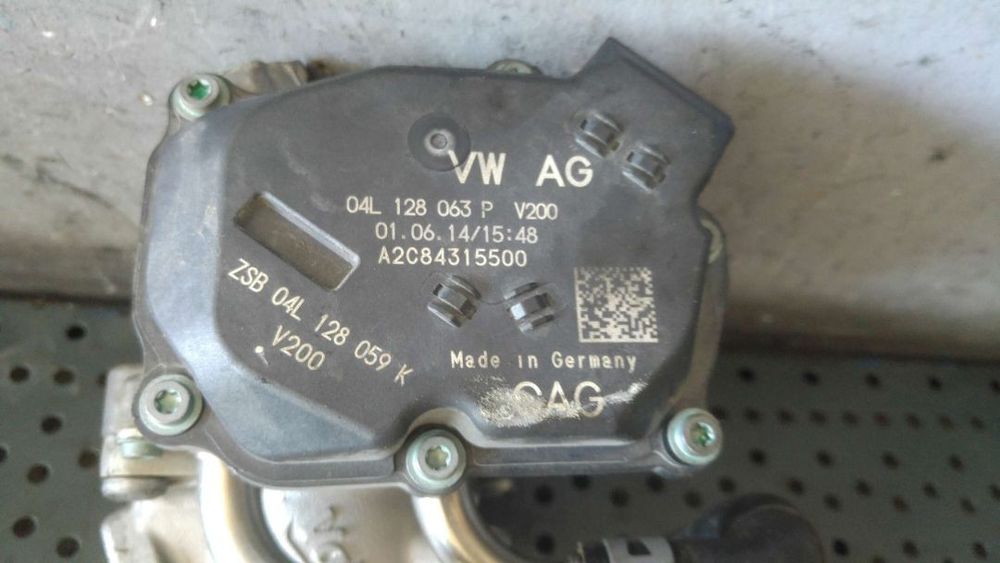 VW AG
04L 128 063 P V200
01.06.14/15:48
A2C84315500
ZSB 04L 128 059 K
V200
Made in Germany
CAG